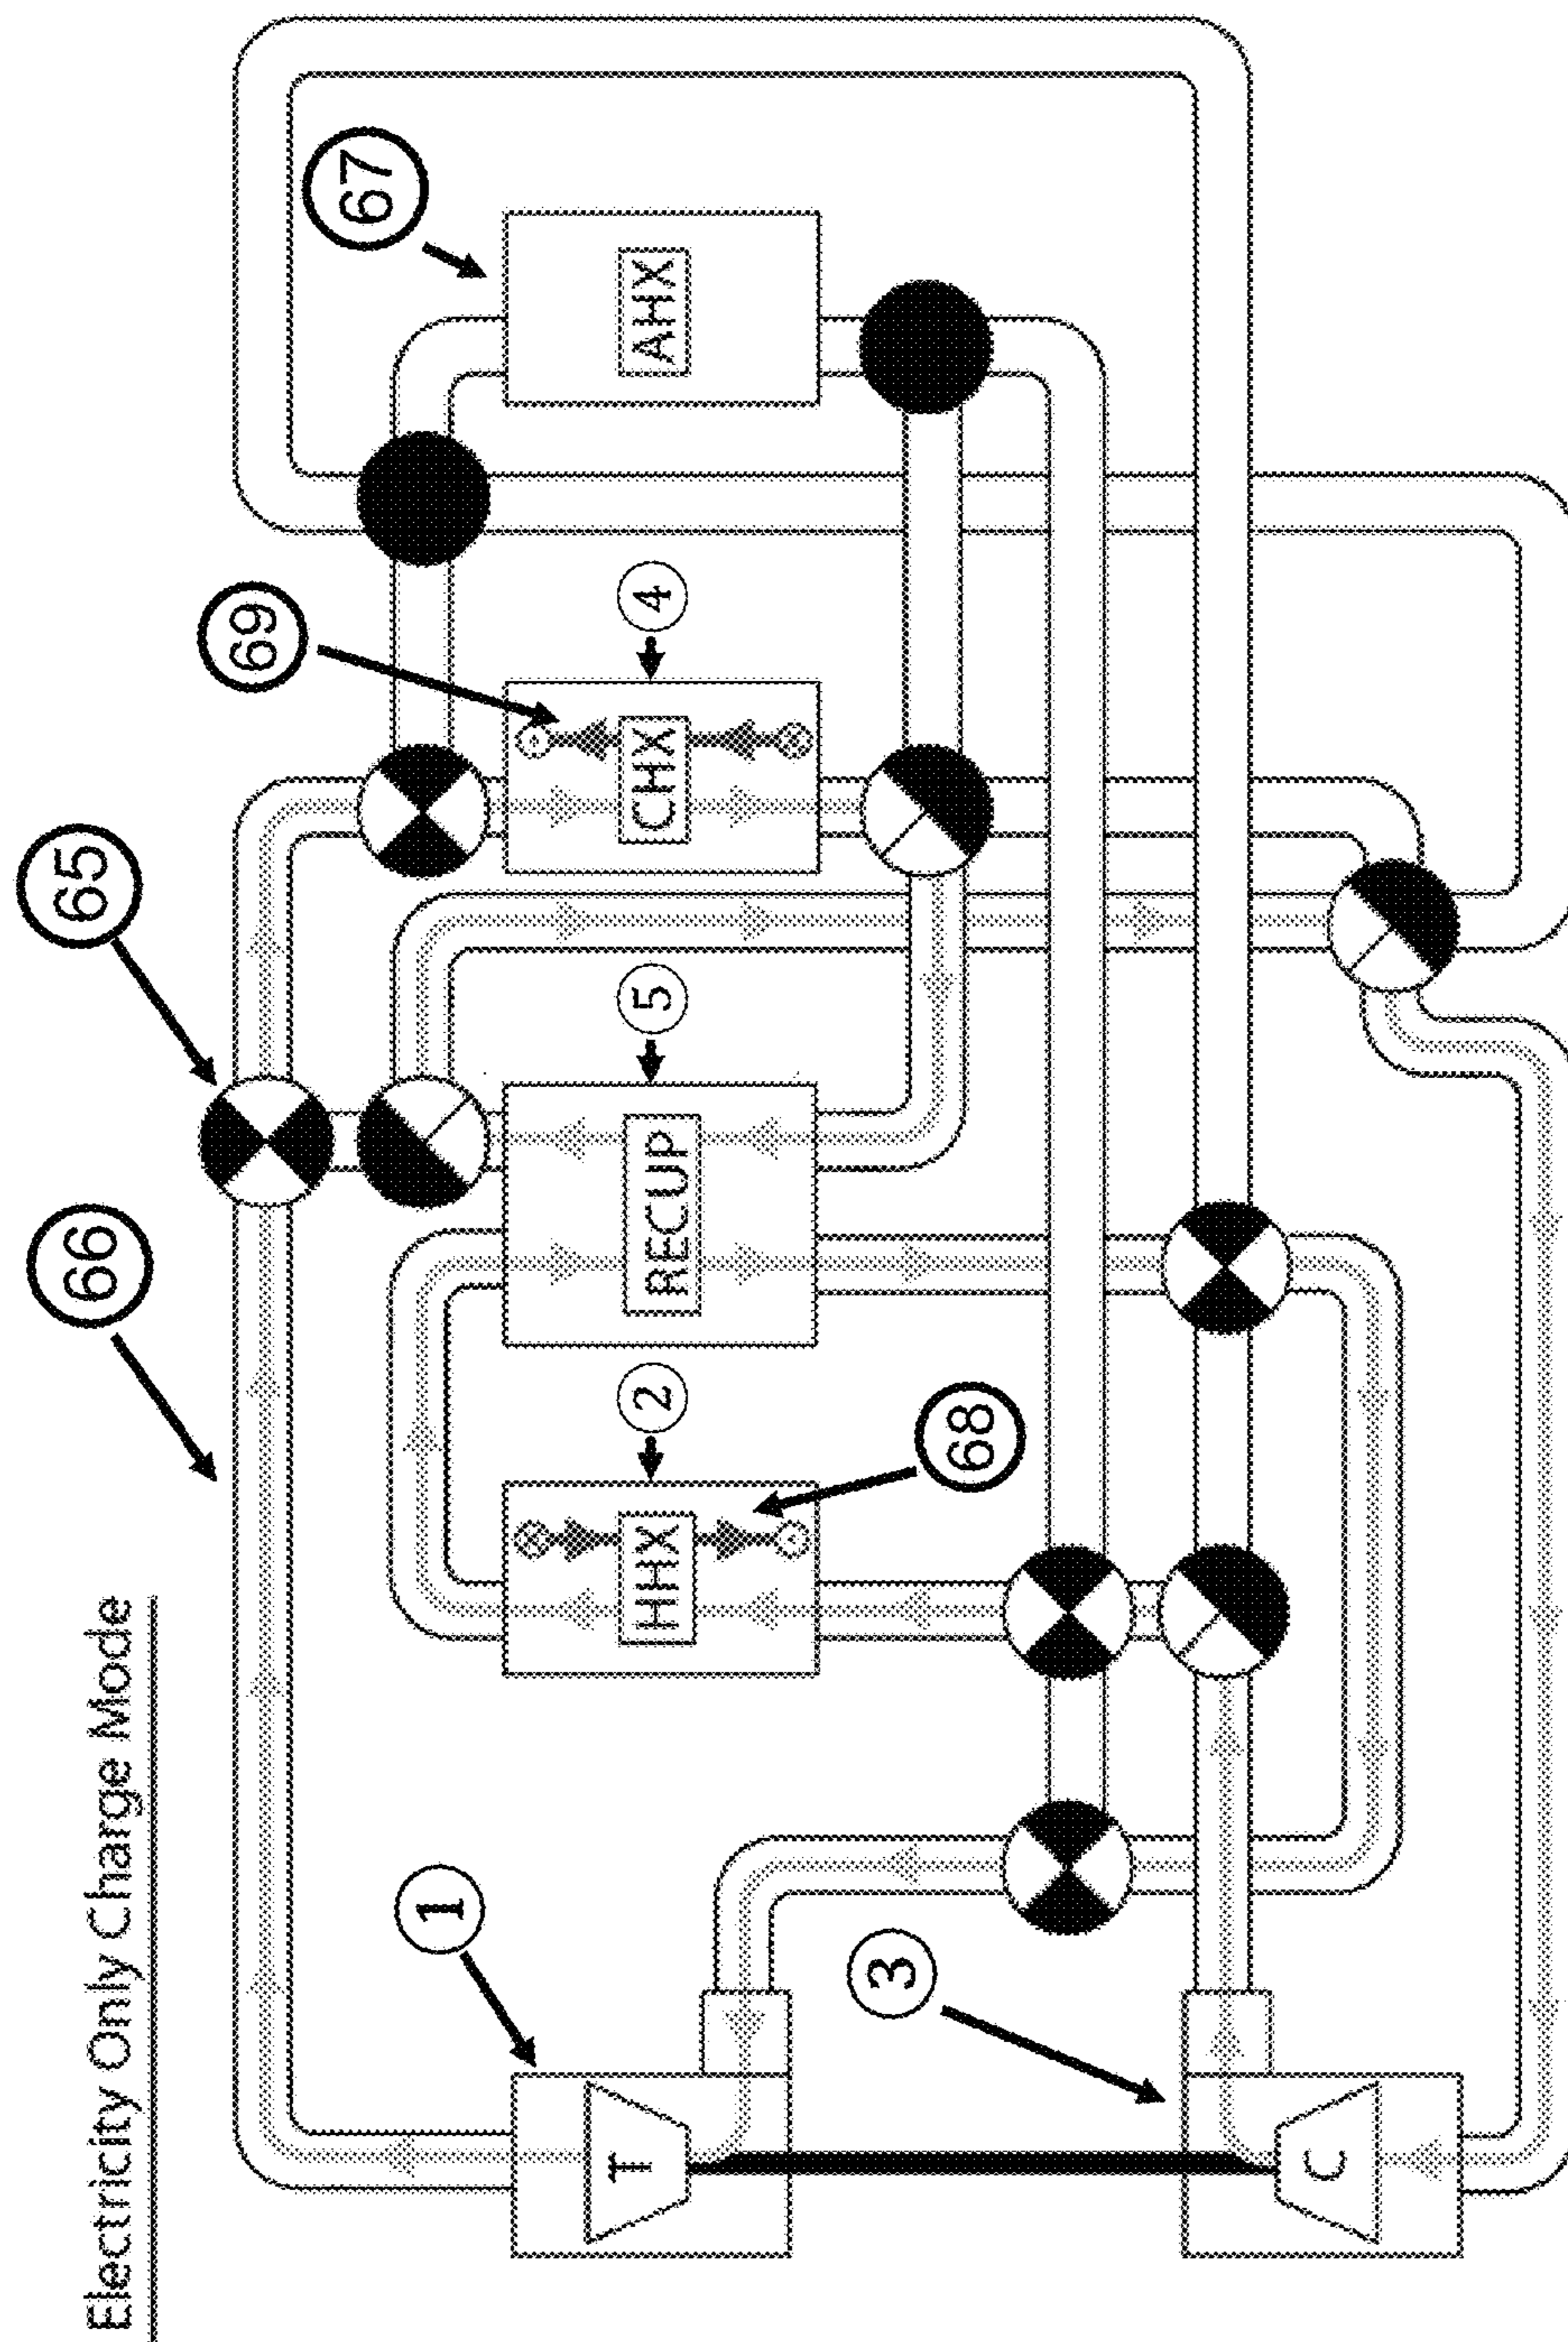 Electricity Only Charge Mode
66
65
69
67
1
T
2
HHX
5
RECUP
4
CHX
AHX
3
68
C